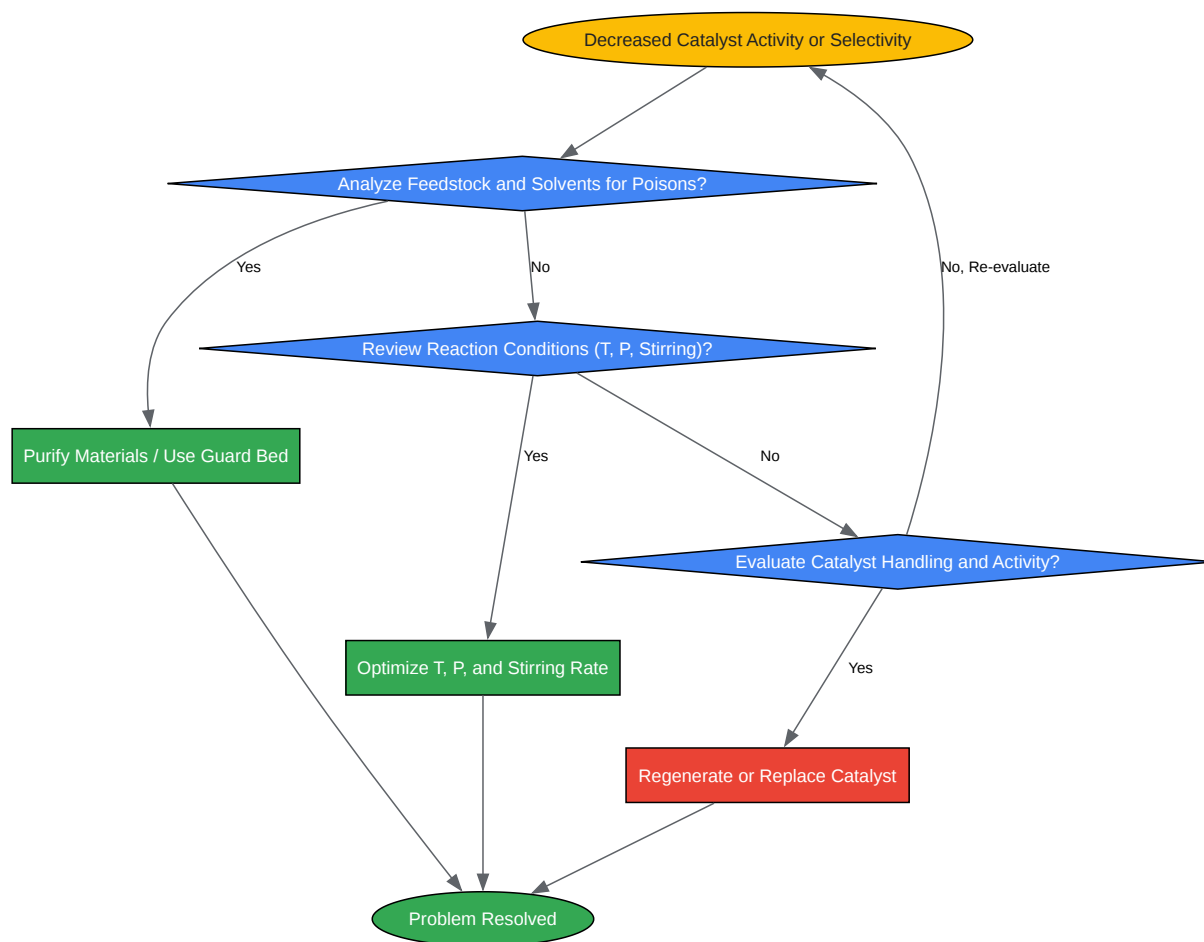 Decreased Catalyst Activity or Selectivity
Analyze Feedstock and Solvents for Poisons?
Yes
No
No, Re-evaluate
Review Reaction Conditions (T, P, Stirring)?
Purify Materials / Use Guard Bed
Yes
No
Evaluate Catalyst Handling and Activity?
Optimize T, P, and Stirring Rate
Yes
Regenerate or Replace Catalyst
Problem Resolved